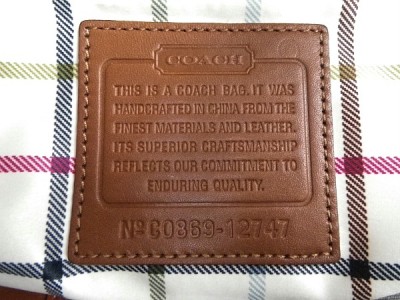 COACH
THIS IS A COACH BAG. IT WAS
HANDCRAFTED IN CHINA FROM THE
FINEST MATERIALS AND LEATHER.
ITS SUPERIOR CRAFTSMANSHIP
REFLECTS OUR COMMITMENT TO
ENDURING QUALITY.
Nº C0869-12747